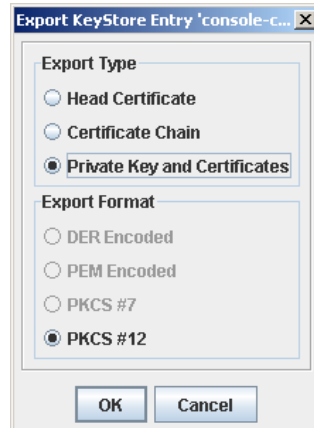 Export KeyStore Entry 'console-c...
Export Type
Head Certificate
Certificate Chain
Private Key and Certificates
Export Format
DER Encoded
PEM Encoded
PKCS #7
PKCS #12
OK Cancel